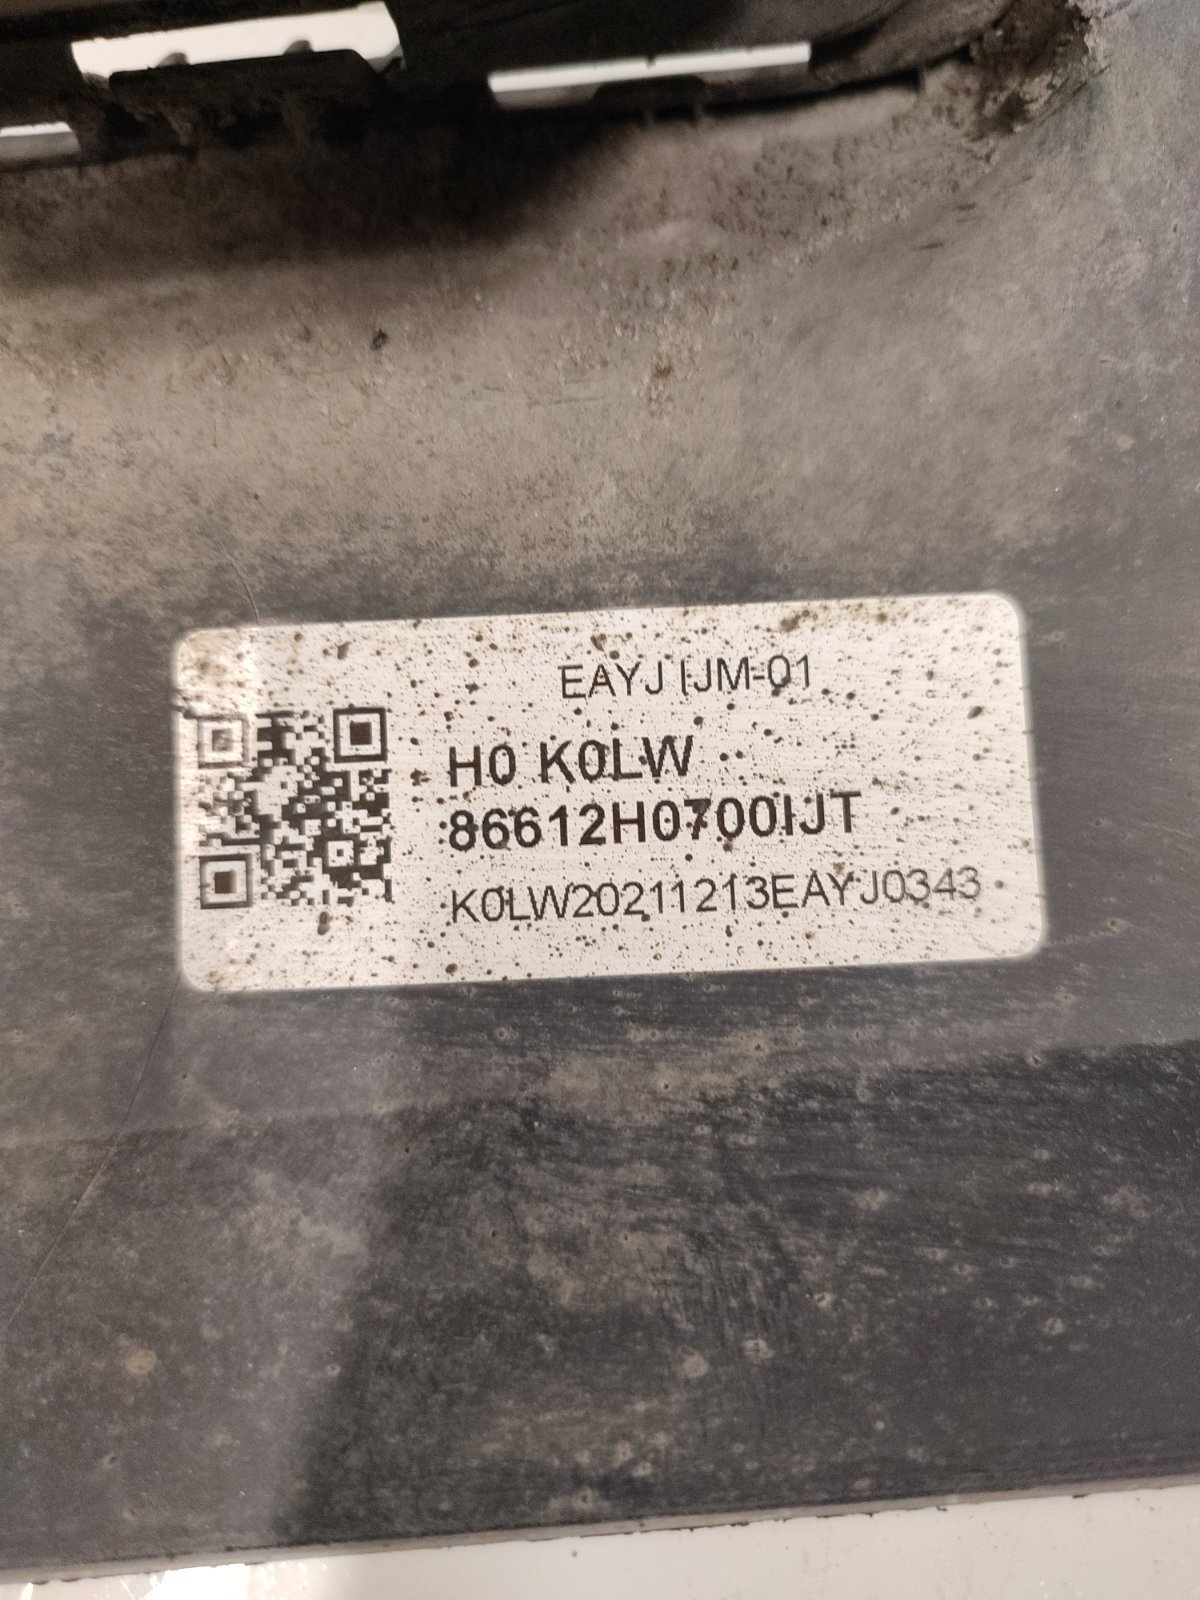 EAYJ IJM-01
H0 K0LW
86612H0700IJT
K0LW20211213EAYJ0343